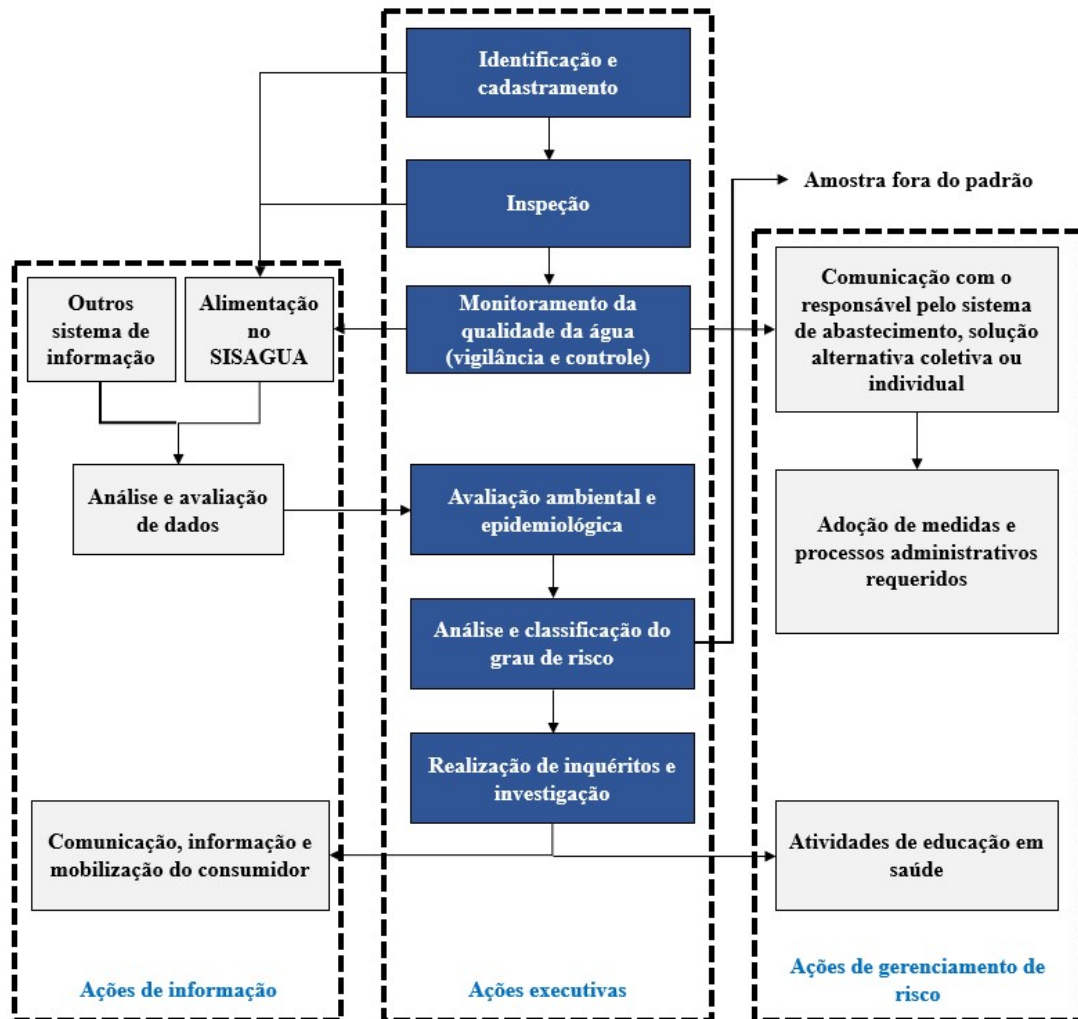 Identificação e
cadastramento
Inspeção
Amostra fora do padrão
Outros
sistema de
informação
Alimentação
no
SISAGUA
Monitoramento da
qualidade da água
(vigilância e controle)
Comunicação com o
responsável pelo sistema
de abastecimento, solução
alternativa coletiva ou
individual
Análise e avaliação
de dados
Avaliação ambiental e
epidemiológica
Adoção de medidas e
processos administrativos
requeridos
Análise e classificação do
grau de risco
Realização de inquéritos e
investigação
Comunicação, informação e
mobilização do consumidor
Atividades de educação em
saúde
Ações de informação
Ações executivas
Ações de gerenciamento de
risco